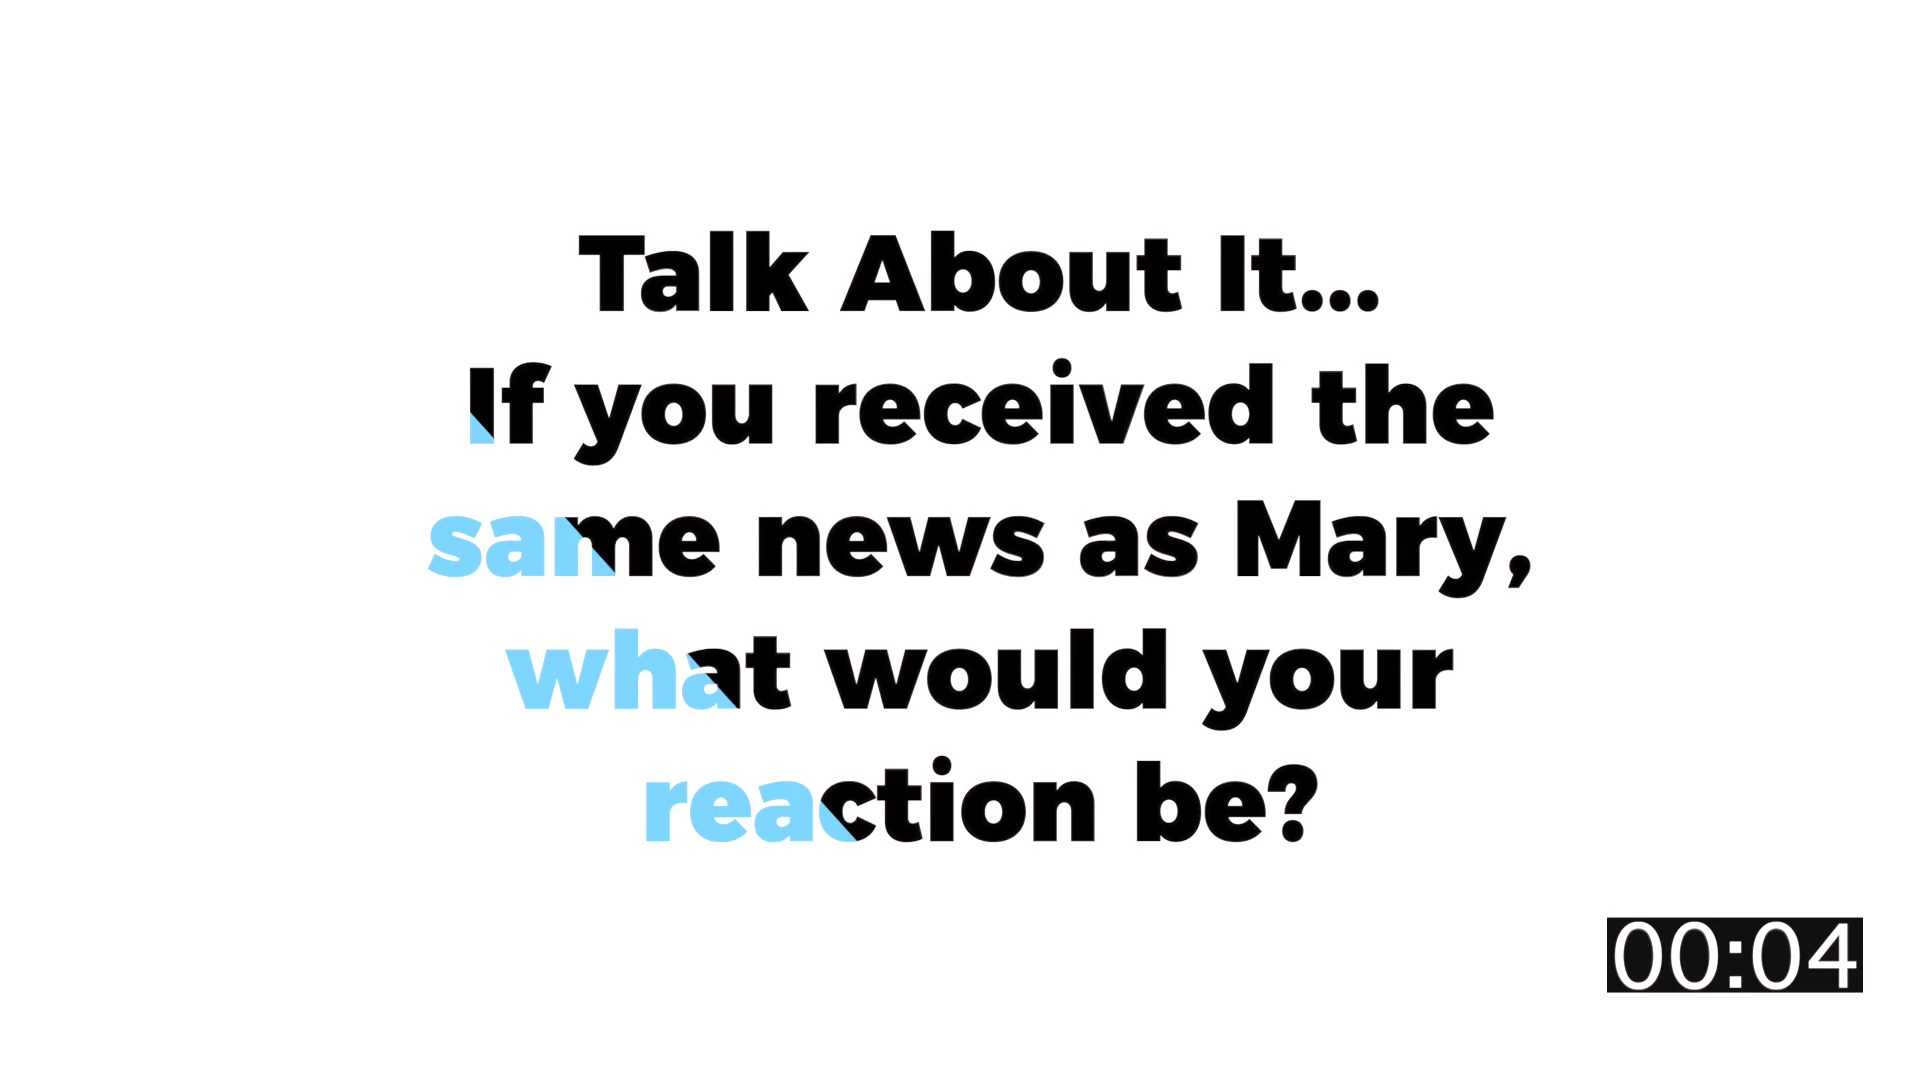 Talk About It...
If you received the
same news as Mary,
what would your
reaction be?
00:04